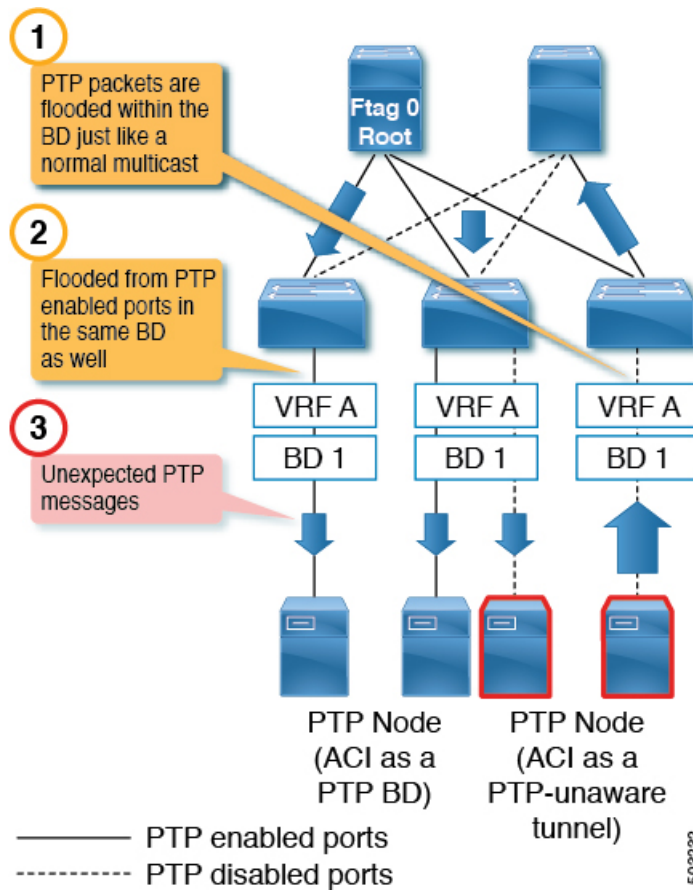 1
PTP packets are
flooded within the
BD just like a
normal multicast
Ftag 0
Root
2
Flooded from PTP
enabled ports in
the same BD
as well
3
Unexpected PTP
messages
VRF A
VRF A
VRF A
BD 1
BD 1
BD 1
PTP Node
(ACI as a
PTP BD)
PTP Node
(ACI as a
PTP-unaware
tunnel)
PTP enabled ports
PTP disabled ports